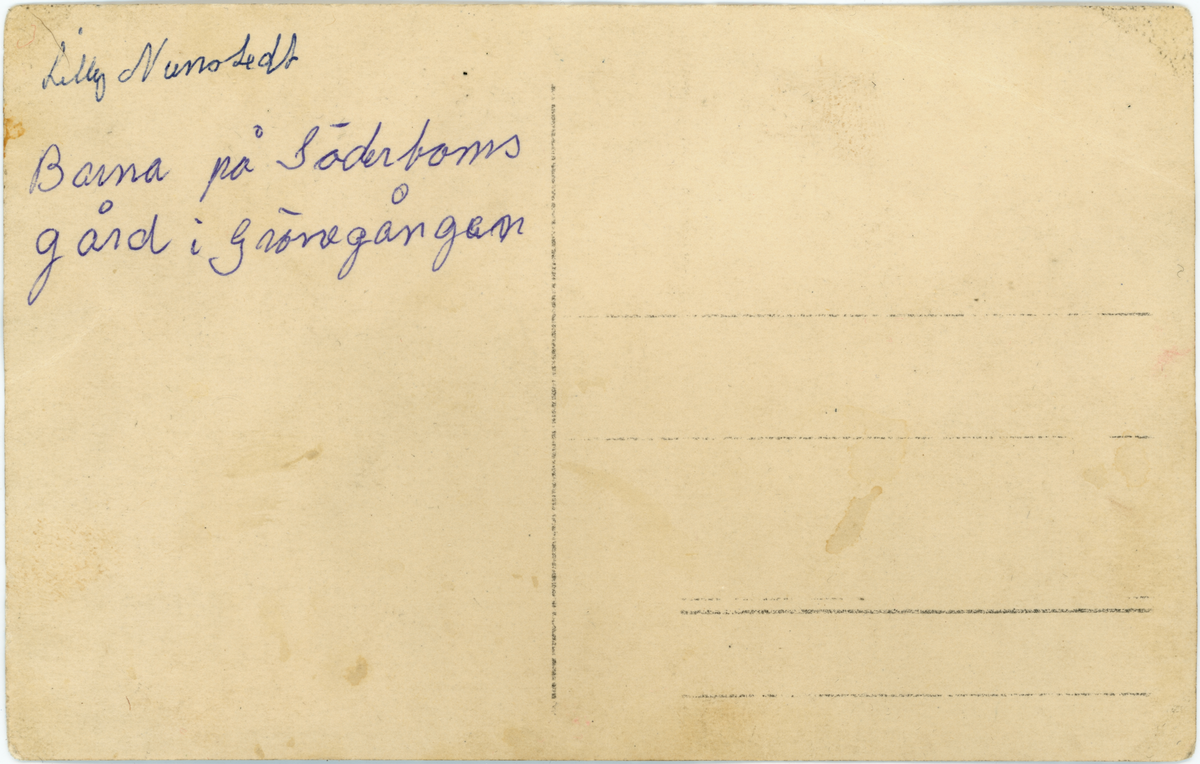 Lilly Nunstedt
Barna på Söderboms
gård i Grönegången